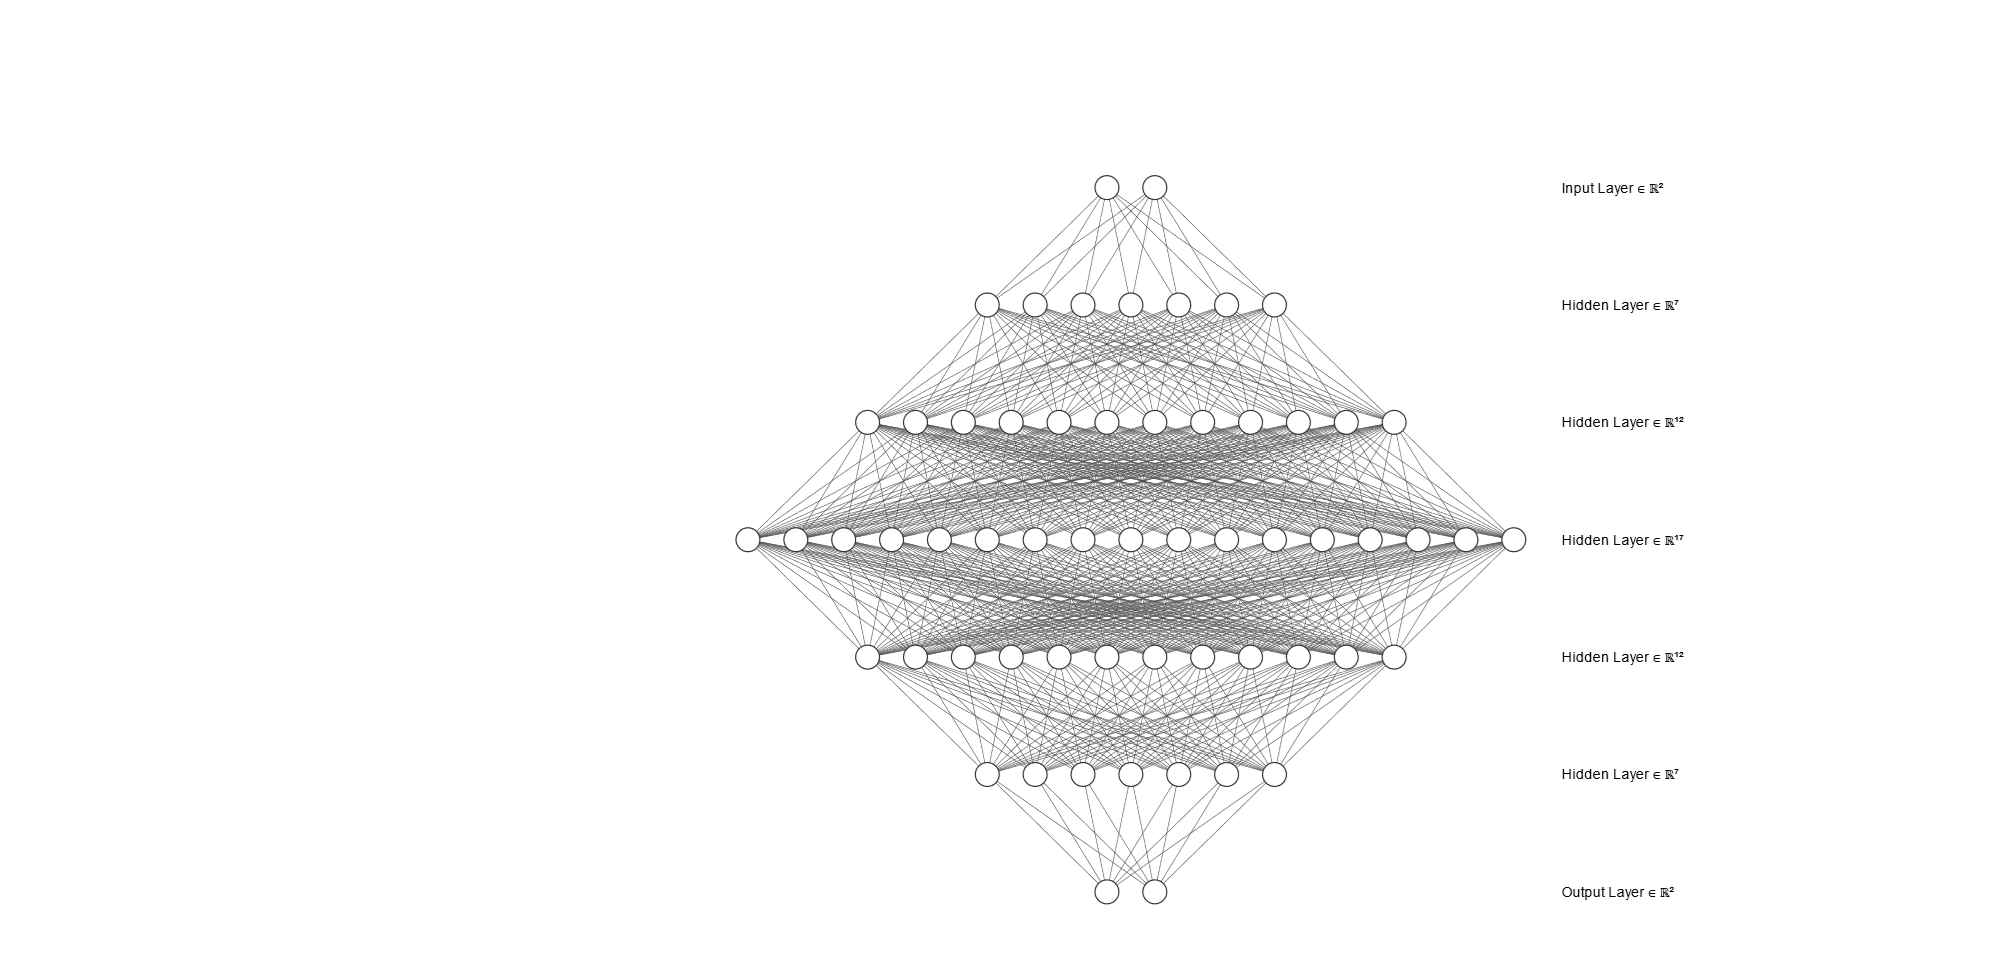 Input Layer ∈ ℝ²
Hidden Layer ∈ ℝ⁷
Hidden Layer ∈ ℝ¹²
Hidden Layer ∈ ℝ¹⁷
Hidden Layer ∈ ℝ¹²
Hidden Layer ∈ ℝ⁷
Output Layer ∈ ℝ²